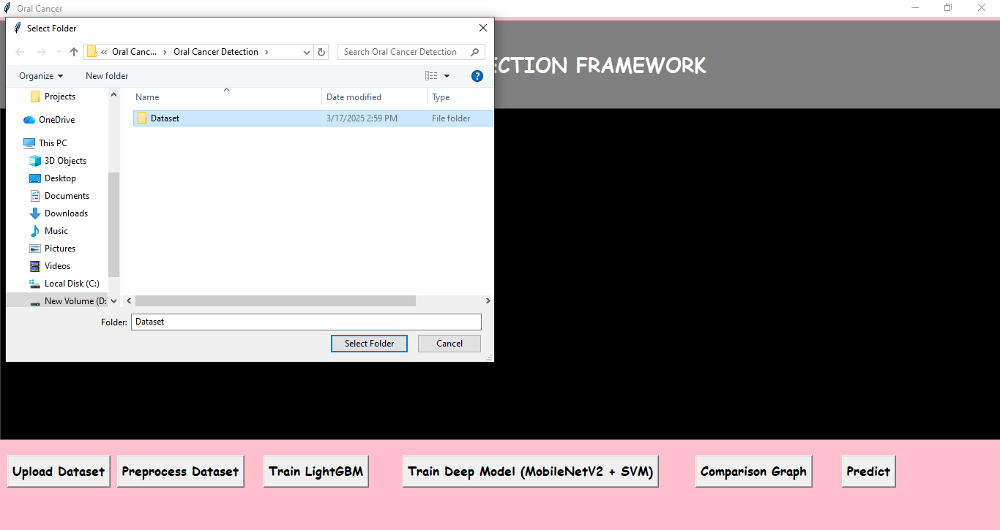 Oral Cancer
Select Folder
« Oral Canc... › Oral Cancer Detection ›
Search Oral Cancer Detection
ECTION FRAMEWORK
Organize
New folder
?
Name
Date modified
Type
Dataset
3/17/2025 2:59 PM
File folder
Projects
OneDrive
This PC
3D Objects
Desktop
Documents
Downloads
Music
Pictures
Videos
Local Disk (C:)
New Volume (D:
Folder:
Dataset
Select Folder
Cancel
Upload Dataset
Preprocess Dataset
Train LightGBM
Train Deep Model (MobileNetV2 + SVM)
Comparison Graph
Predict